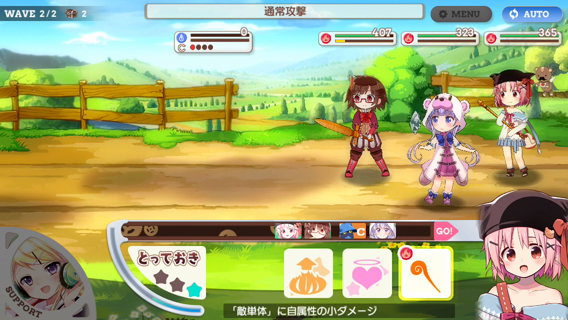 WAVE 2/2 2
通常攻撃
MENU
AUTO
0
C
407
323
365
C
GO!
とっておき
SUPPORT
「敵単体」に自属性の小ダメージ